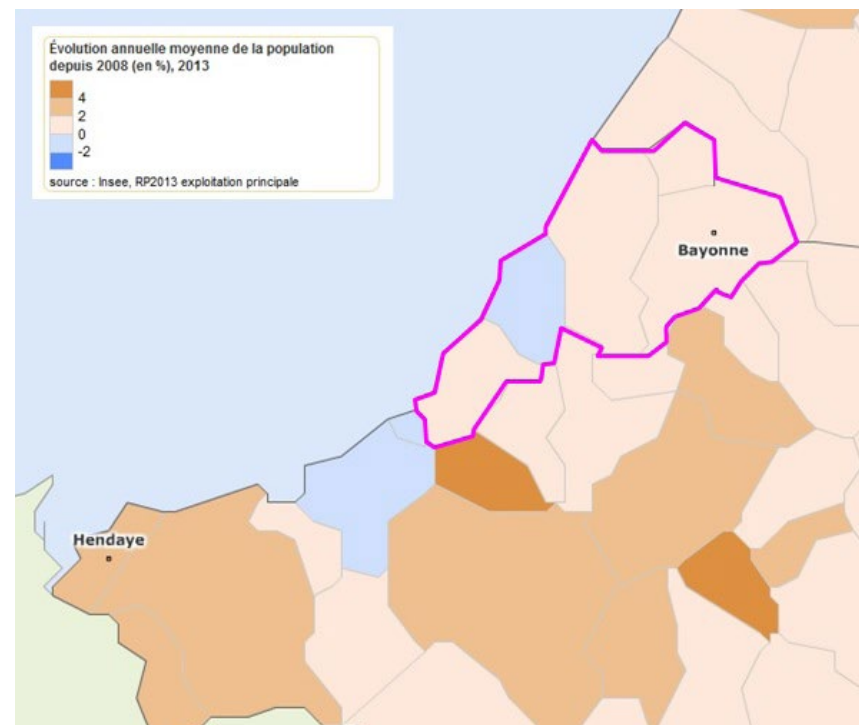 Évolution annuelle moyenne de la population
depuis 2008 (en %), 2013
4
2
0
-2
source : Insee, RP2013 exploitation principale
Bayonne
Hendaye